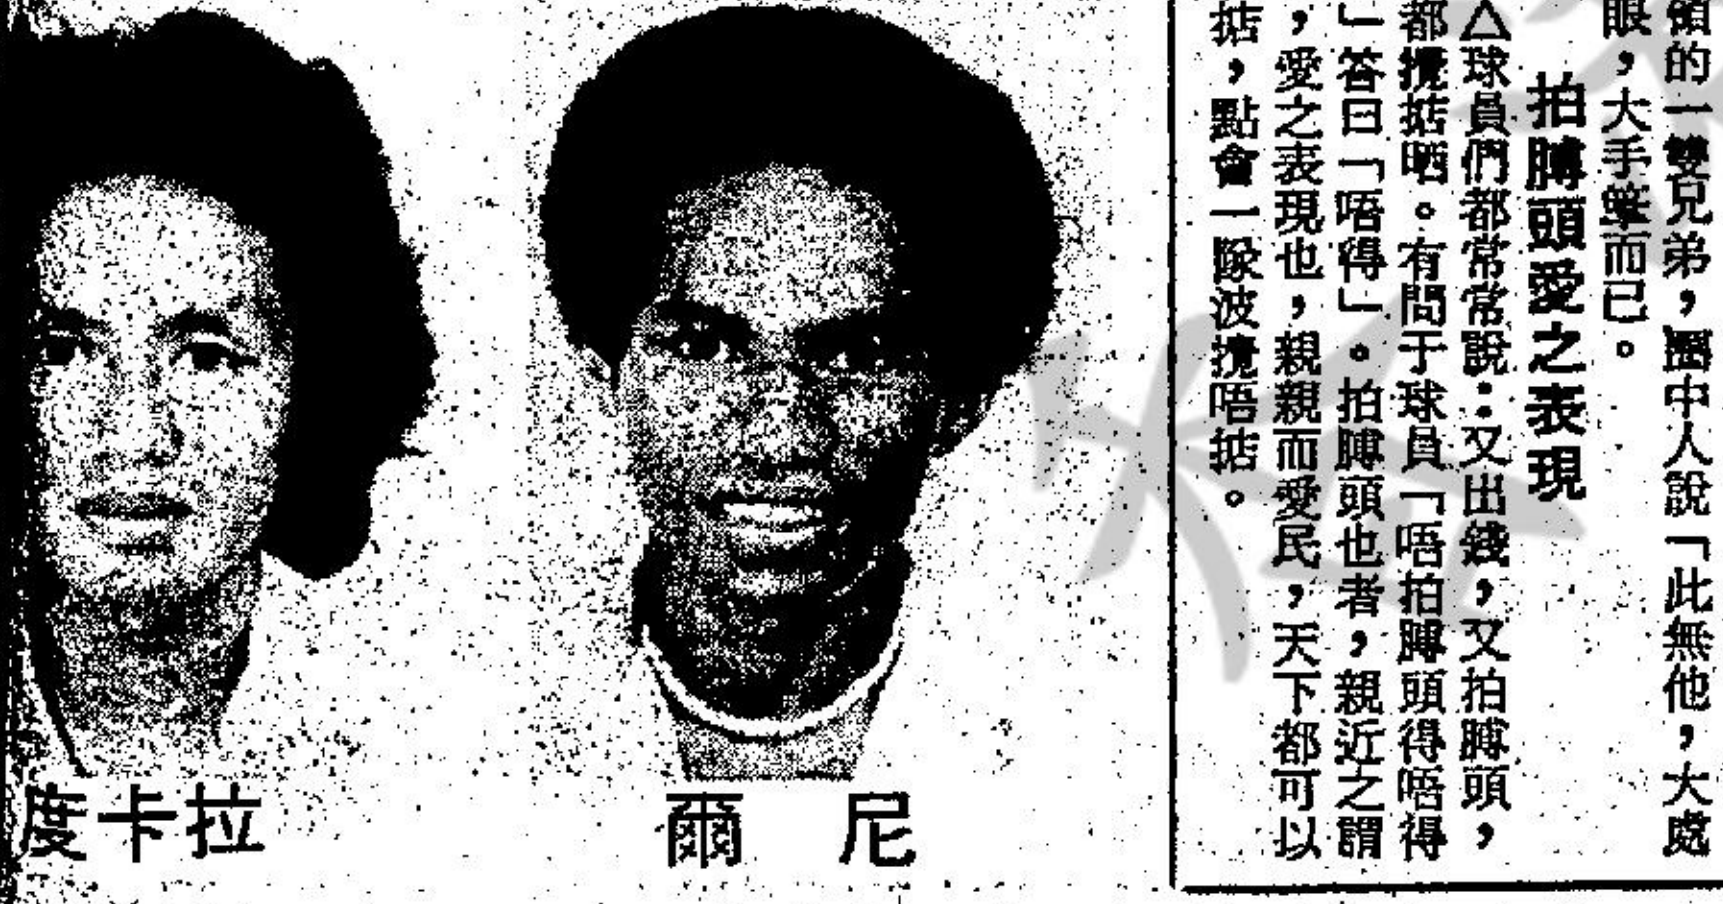 領的一雙兄弟，圈中人說「此無他，大處
眼，大手筆而已。
拍膊頭愛之表現
△球員們都常常說：又出錢，又拍膊頭，
都攪掂晒。有問于球員「唔拍膊頭得唔得
」答曰「唔得」。拍膊頭也者，親近之謂
，愛之表現也，親親而愛民，天下都可以
掂，點會一隊波攪唔掂。
尼爾
拉卡度